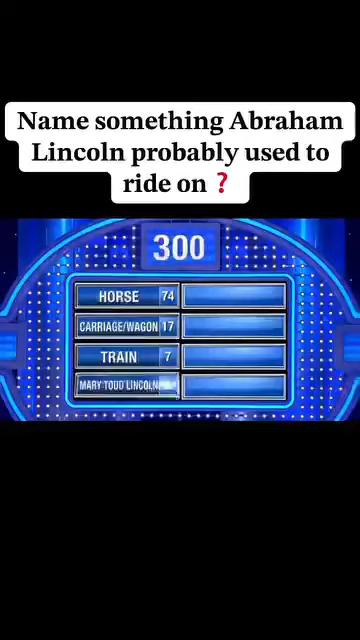 Name something Abraham
Lincoln probably used to
ride on❓
300
HORSE 74
CARRIAGE/WAGON 17
TRAIN 7
MARY TOUD LINCOLN